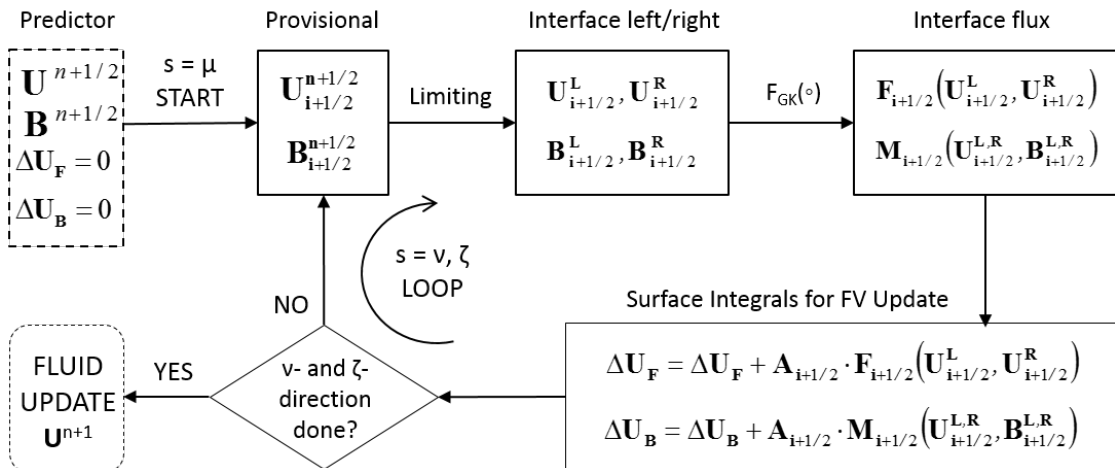 Predictor
U^{n+1/2}
B^{n+1/2}
ΔU_F = 0
ΔU_B = 0
s = μ
START
Provisional
U^{n+1/2}_{i+1/2}
B^{n+1/2}_{i+1/2}
Limiting
Interface left/right
U^L_{i+1/2}, U^R_{i+1/2}
B^L_{i+1/2}, B^R_{i+1/2}
F_{GK}(∘)
Interface flux
F_{i+1/2}(U^L_{i+1/2}, U^R_{i+1/2})
M_{i+1/2}(U^{L,R}_{i+1/2}, B^{L,R}_{i+1/2})
Surface Integrals for FV Update
ΔU_F = ΔU_F + A_{i+1/2} · F_{i+1/2}(U^L_{i+1/2}, U^R_{i+1/2})
ΔU_B = ΔU_B + A_{i+1/2} · M_{i+1/2}(U^{L,R}_{i+1/2}, B^{L,R}_{i+1/2})
s = ν, ζ
LOOP
NO
ν- and ζ-
direction
done?
YES
FLUID
UPDATE
U^{n+1}